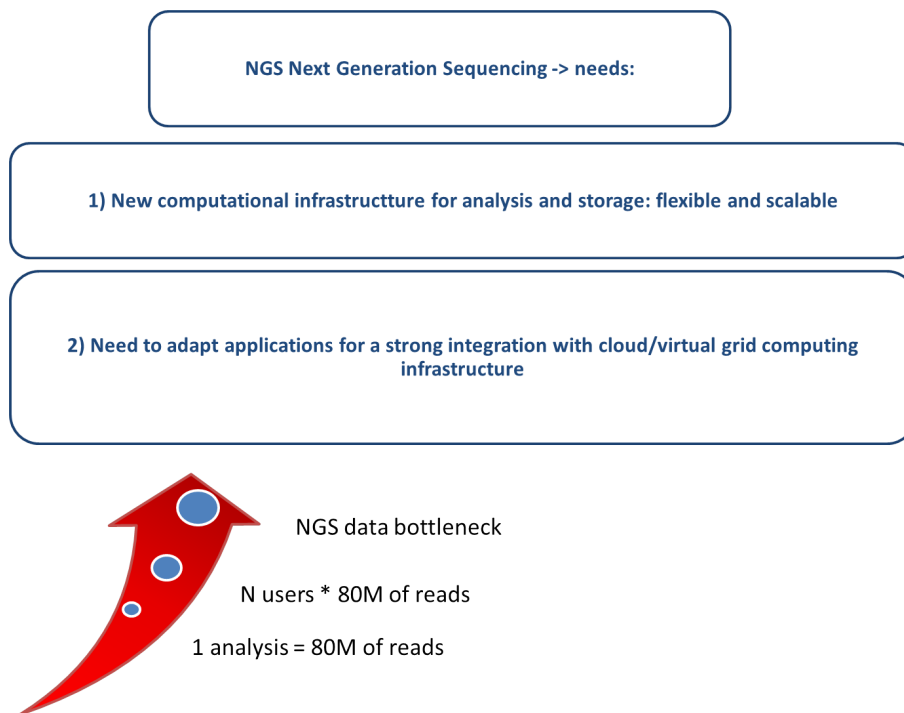 NGS Next Generation Sequencing -> needs:
1) New computational infrastructture for analysis and storage: flexible and scalable
2) Need to adapt applications for a strong integration with cloud/virtual grid computing
infrastructure
NGS data bottleneck
N users * 80M of reads
1 analysis = 80M of reads